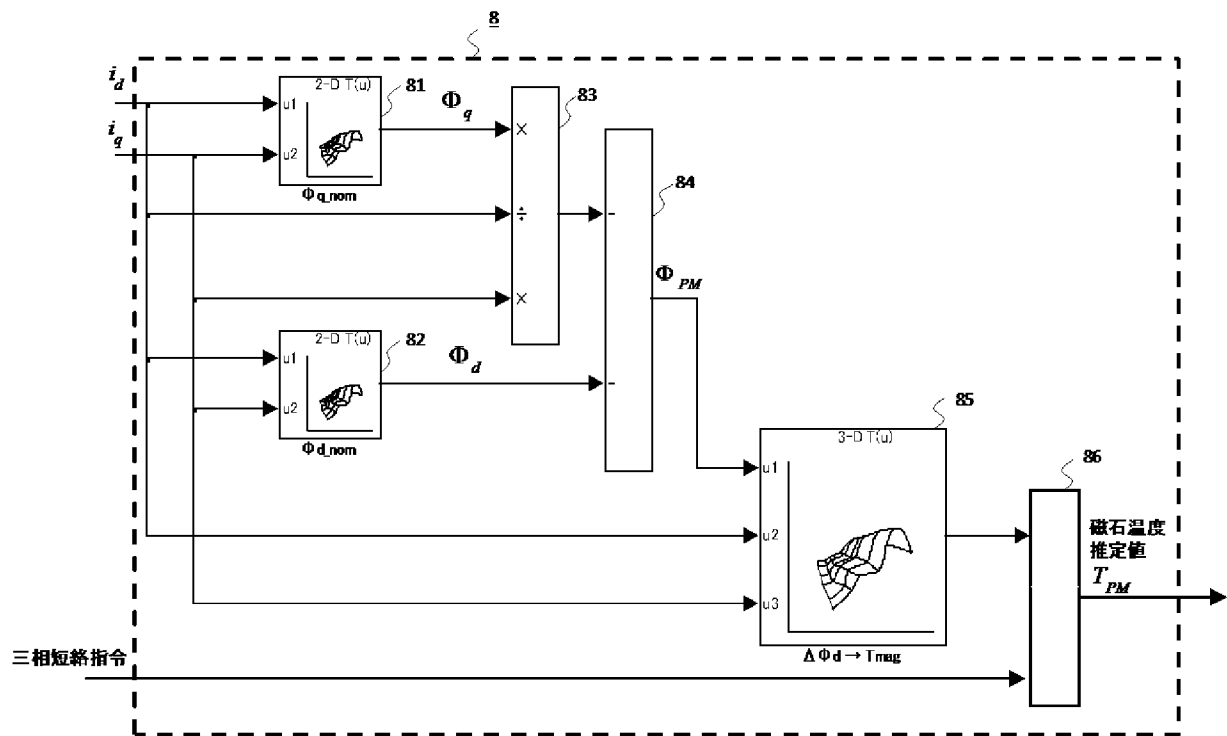 8
i_d
i_q
2-D T(u)
81
u1
u2
Φq_nom
Φ_q
83
×
÷
×
84
-
-
Φ_PM
2-D T(u)
82
u1
u2
Φd_nom
Φ_d
85
3-D T(u)
u1
u2
u3
ΔΦd→Tmag
86
磁石温度
推定値
T_PM
三相短絡指令